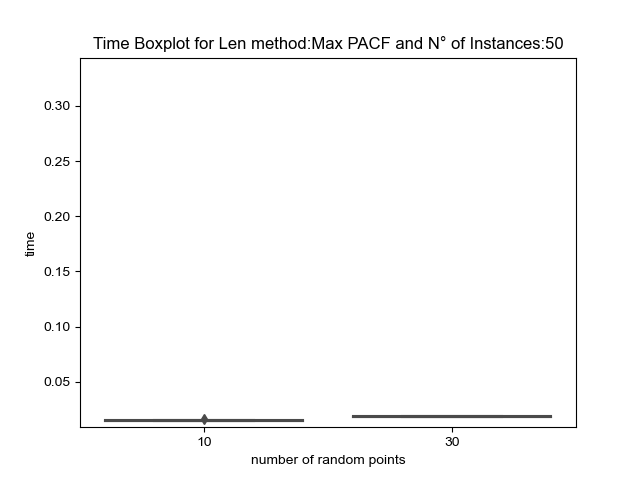 Time Boxplot for Len method:Max PACF and N° of Instances:50
0.30
0.25
0.20
0.15
0.10
0.05
time
10
30
number of random points